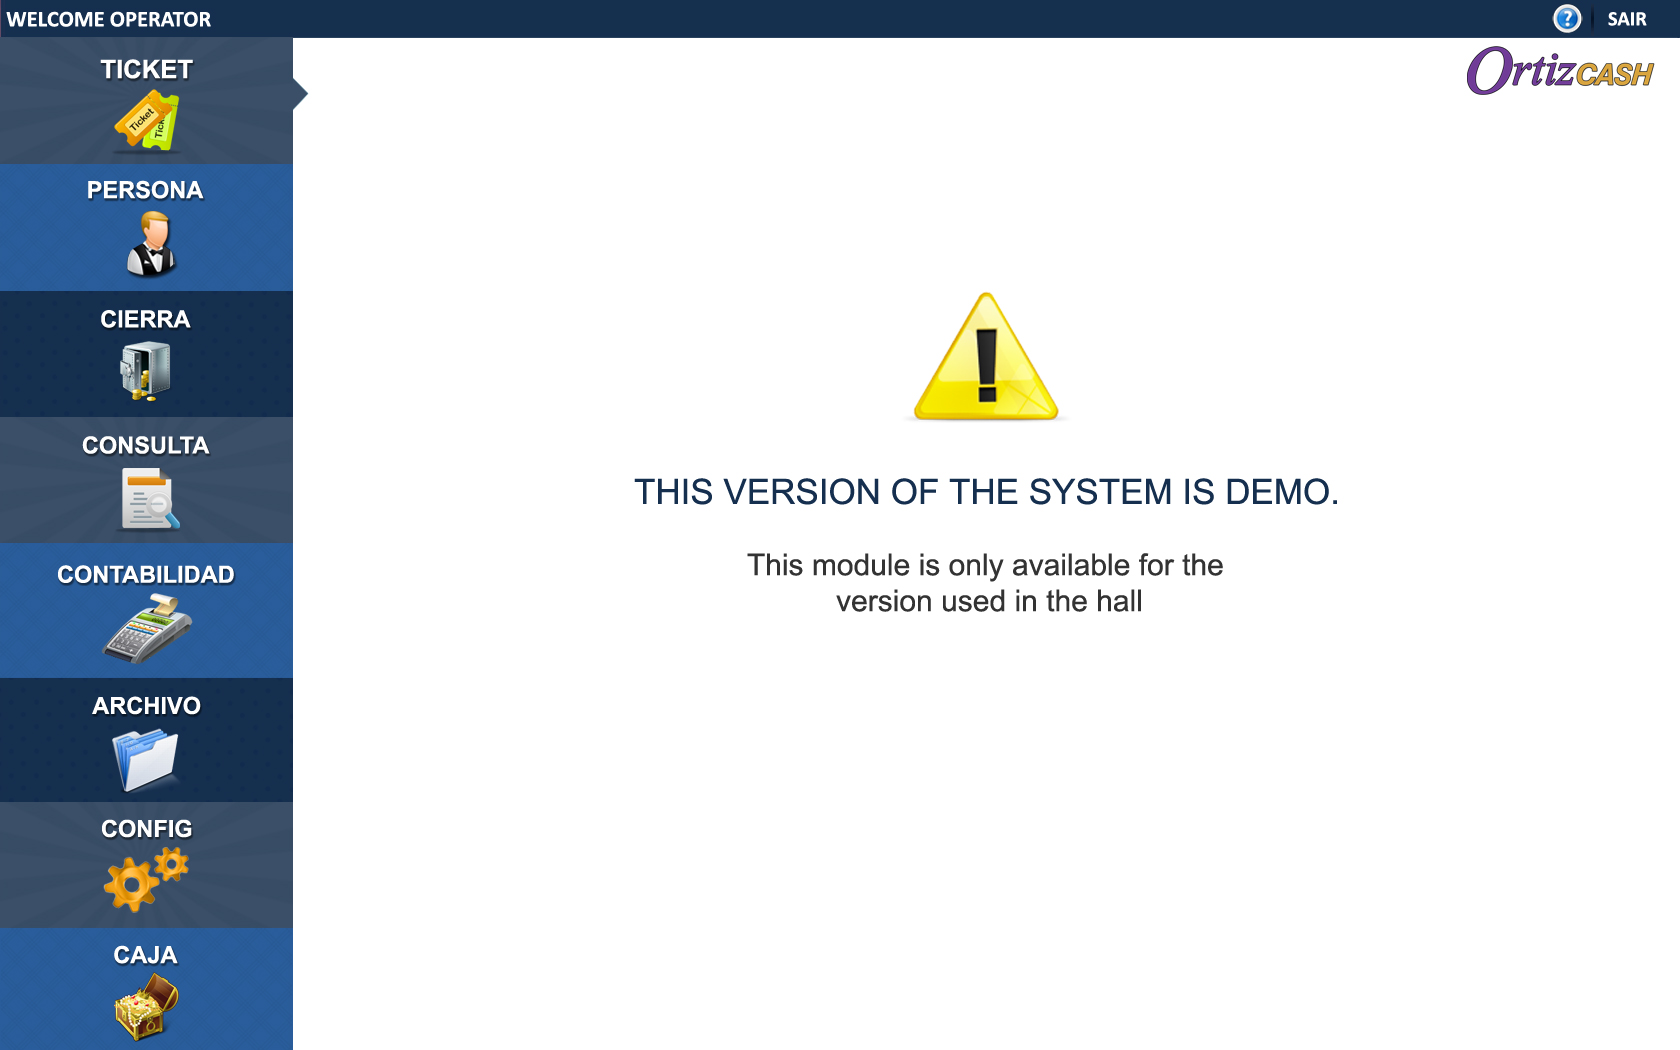 WELCOME OPERATOR
?
SAIR
OrtizCASH
TICKET
Ticket
Tick
PERSONA
CIERRA
CONSULTA
CONTABILIDAD
ARCHIVO
CONFIG
CAJA
THIS VERSION OF THE SYSTEM IS DEMO.
This module is only available for the
version used in the hall